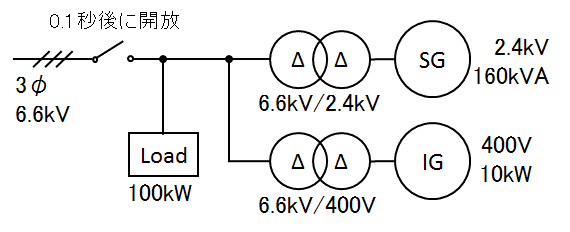 0.1秒後に開放
3φ
6.6kV
Load
100kW
Δ Δ
6.6kV/2.4kV
SG
2.4kV
160kVA
Δ Δ
6.6kV/400V
IG
400V
10kW